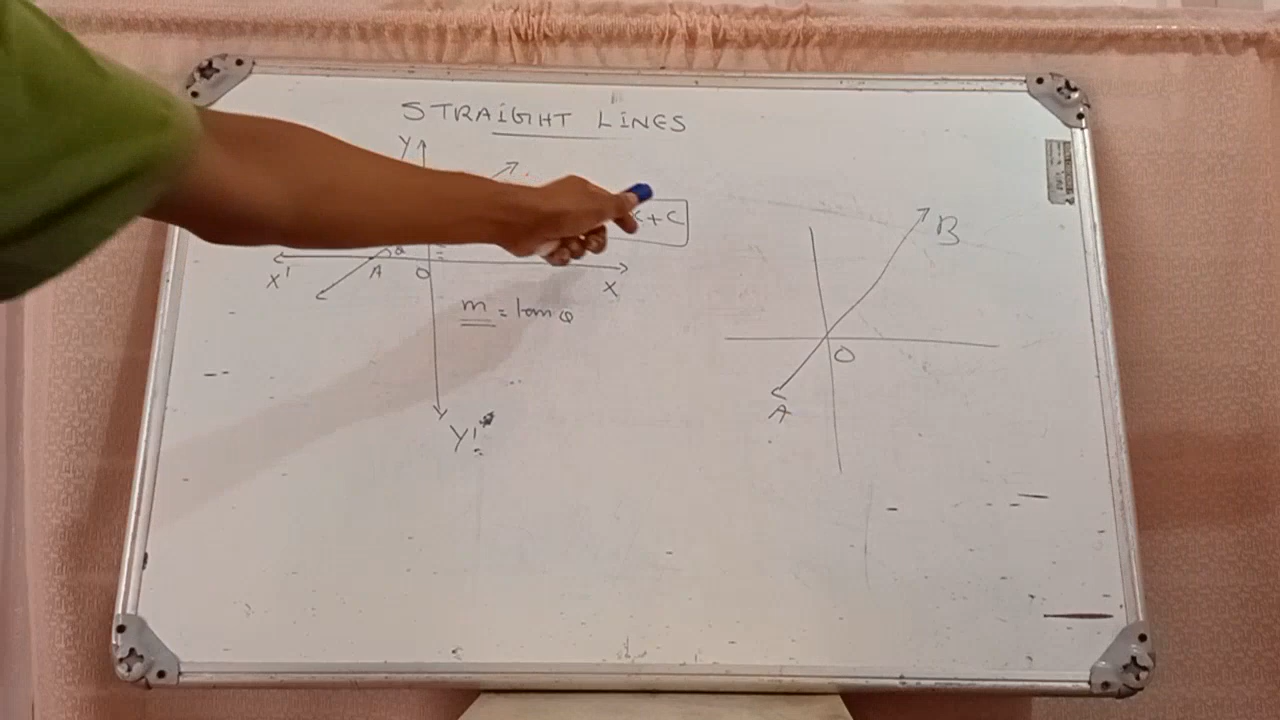 STRAIGHT LINES
Y
x + C
X'
A
O
X
m = tan θ
Y'
B
O
A